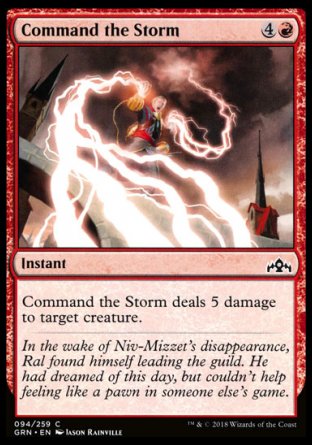 Command the Storm 4
Instant
Command the Storm deals 5 damage
to target creature.
In the wake of Niv-Mizzet's disappearance,
Ral found himself leading the guild. He
had dreamed of this day, but couldn't help
feeling like a pawn in someone else's game.
094/259 C
GRN • EN Jason Rainville
™ & © 2018 Wizards of the Coast